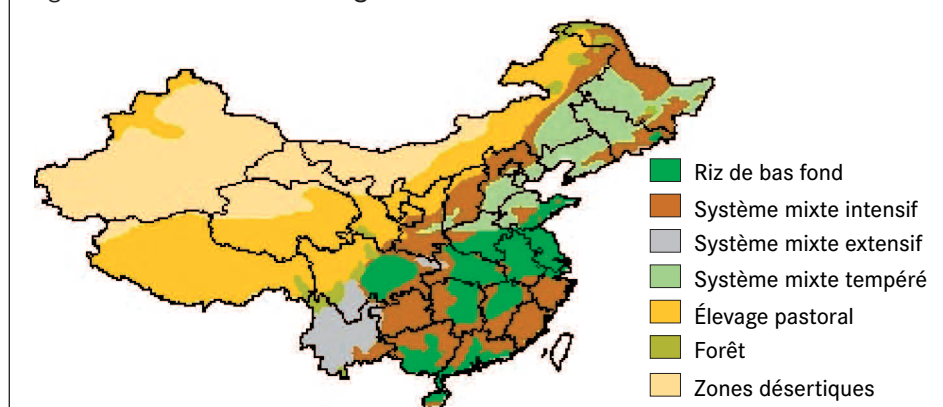 Riz de bas fond
Système mixte intensif
Système mixte extensif
Système mixte tempéré
Élevage pastoral
Forêt
Zones désertiques